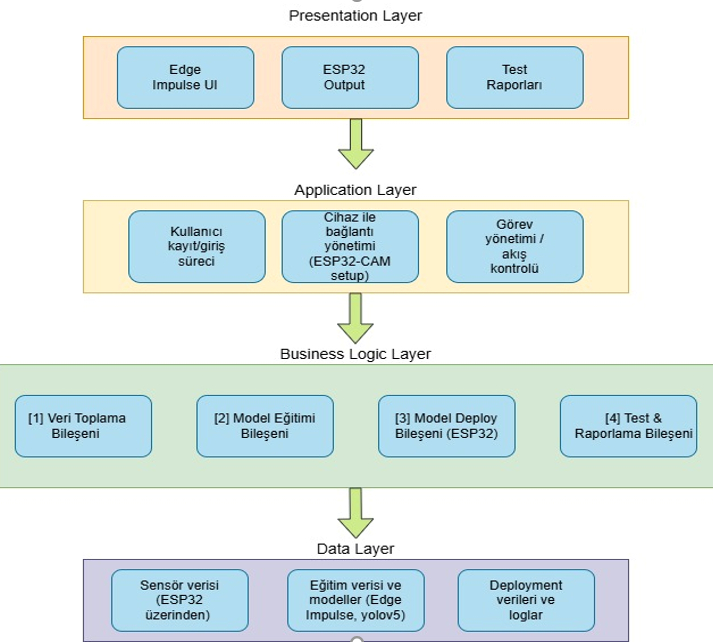 Presentation Layer
Edge
Impulse UI
ESP32
Output
Test
Raporları
Application Layer
Kullanıcı
kayıt/giriş
süreci
Cihaz ile
bağlantı
yönetimi
(ESP32-CAM
setup)
Görev
yönetimi /
akış
kontrolü
Business Logic Layer
[1] Veri Toplama
Bileşeni
[2] Model Eğitimi
Bileşeni
[3] Model Deploy
Bileşeni (ESP32)
[4] Test &
Raporlama Bileşeni
Data Layer
Sensör verisi
(ESP32
üzerinden)
Eğitim verisi ve
modeller (Edge
Impulse, yolov5)
Deployment
verileri ve
loglar